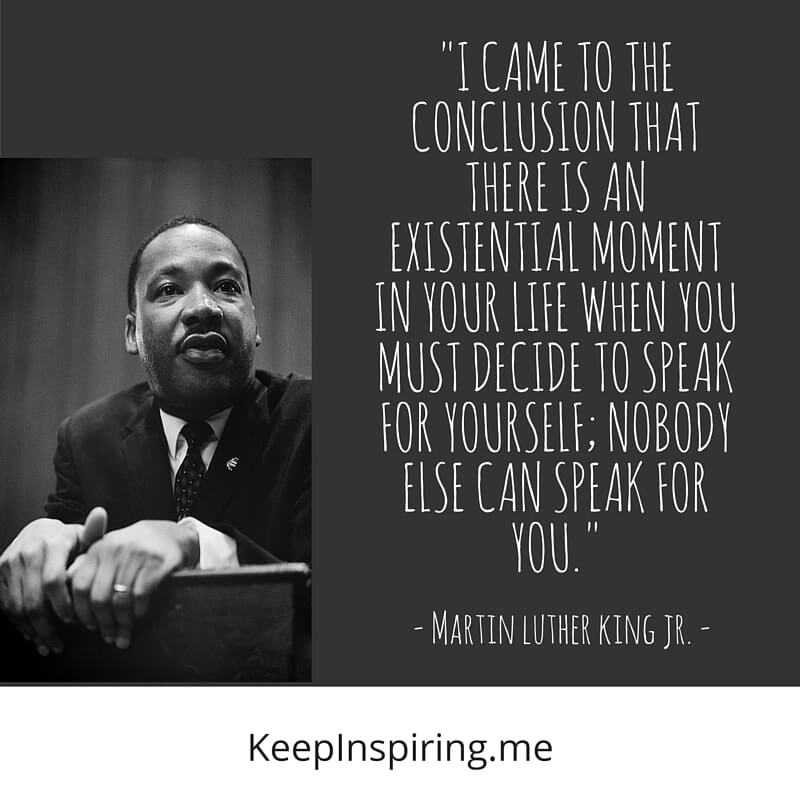 "I CAME TO THE
CONCLUSION THAT
THERE IS AN
EXISTENTIAL MOMENT
IN YOUR LIFE WHEN YOU
MUST DECIDE TO SPEAK
FOR YOURSELF; NOBODY
ELSE CAN SPEAK FOR
YOU."
- MARTIN LUTHER KING JR. -
KeepInspiring.me